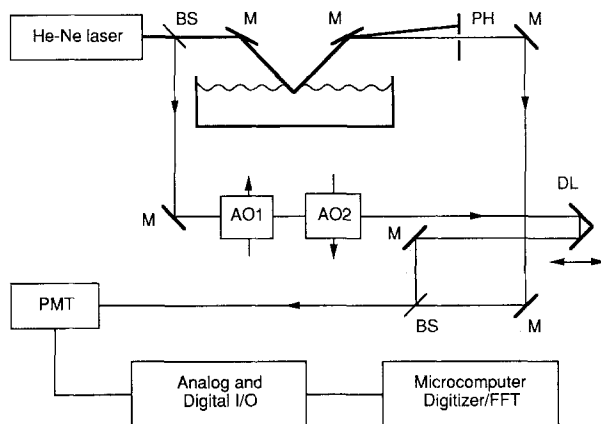 He-Ne laser
BS
M
M
PH
M
DL
M
AO1
AO2
M
PMT
BS
M
Analog and
Digital I/O
Microcomputer
Digitizer/FFT